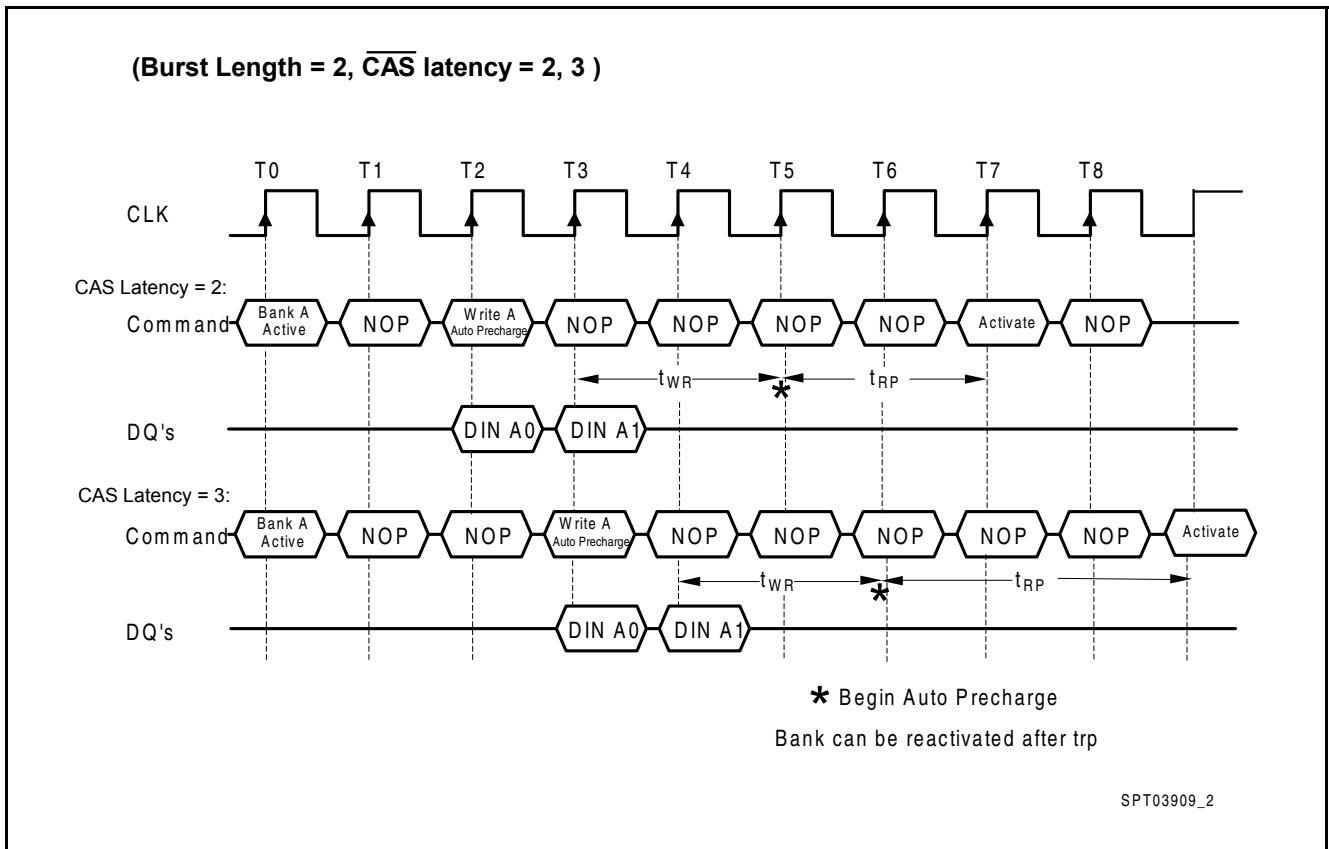 (Burst Length = 2, CAS latency = 2, 3 )
T0 T1 T2 T3 T4 T5 T6 T7 T8
CLK
CAS Latency = 2:
Command Bank A Active NOP Write A Auto Precharge NOP NOP NOP NOP Activate NOP
tWR tRP
*
DQ's DIN A0 DIN A1
CAS Latency = 3:
Command Bank A Active NOP NOP Write A Auto Precharge NOP NOP NOP NOP NOP Activate
tWR tRP
*
DQ's DIN A0 DIN A1
* Begin Auto Precharge
Bank can be reactivated after trp
SPT03909_2